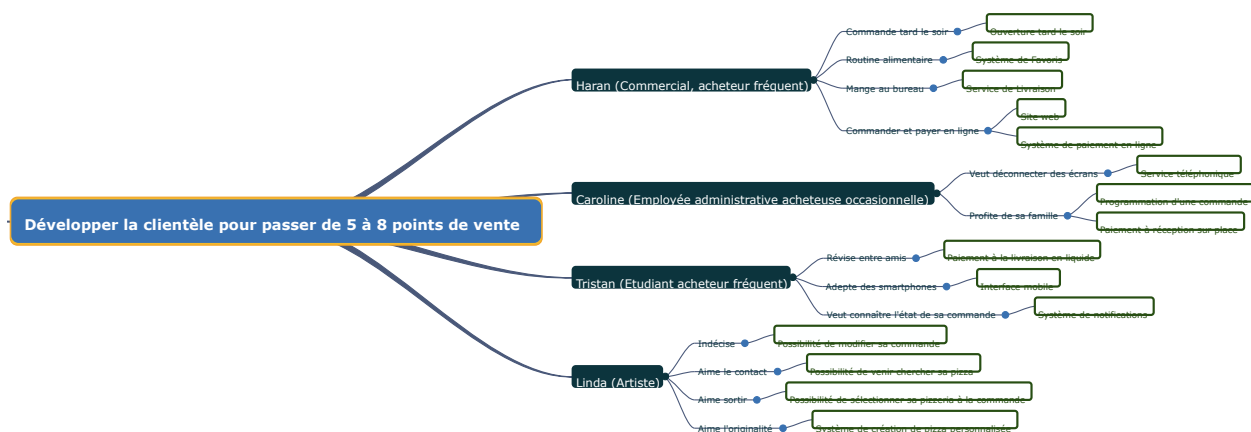 Développer la clientèle pour passer de 5 à 8 points de vente
Haran (Commercial, acheteur fréquent)
Commande tard le soir
Ouverture tard le soir
Routine alimentaire
Système de Favoris
Mange au bureau
Service de Livraison
Commander et payer en ligne
Site web
Système de paiement en ligne
Caroline (Employée administrative acheteuse occasionnelle)
Veut déconnecter des écrans
Service téléphonique
Profite de sa famille
Programmation d'une commande
Paiement à réception sur place
Tristan (Etudiant acheteur fréquent)
Révise entre amis
Paiement à la livraison en liquide
Adepte des smartphones
Interface mobile
Veut connaître l'état de sa commande
Système de notifications
Linda (Artiste)
Indécise
Possibilité de modifier sa commande
Aime le contact
Possibilité de venir chercher sa pizza
Aime sortir
Possibilité de sélectionner sa pizzeria à la commande
Aime l'originalité
Système de création de pizza personnalisée